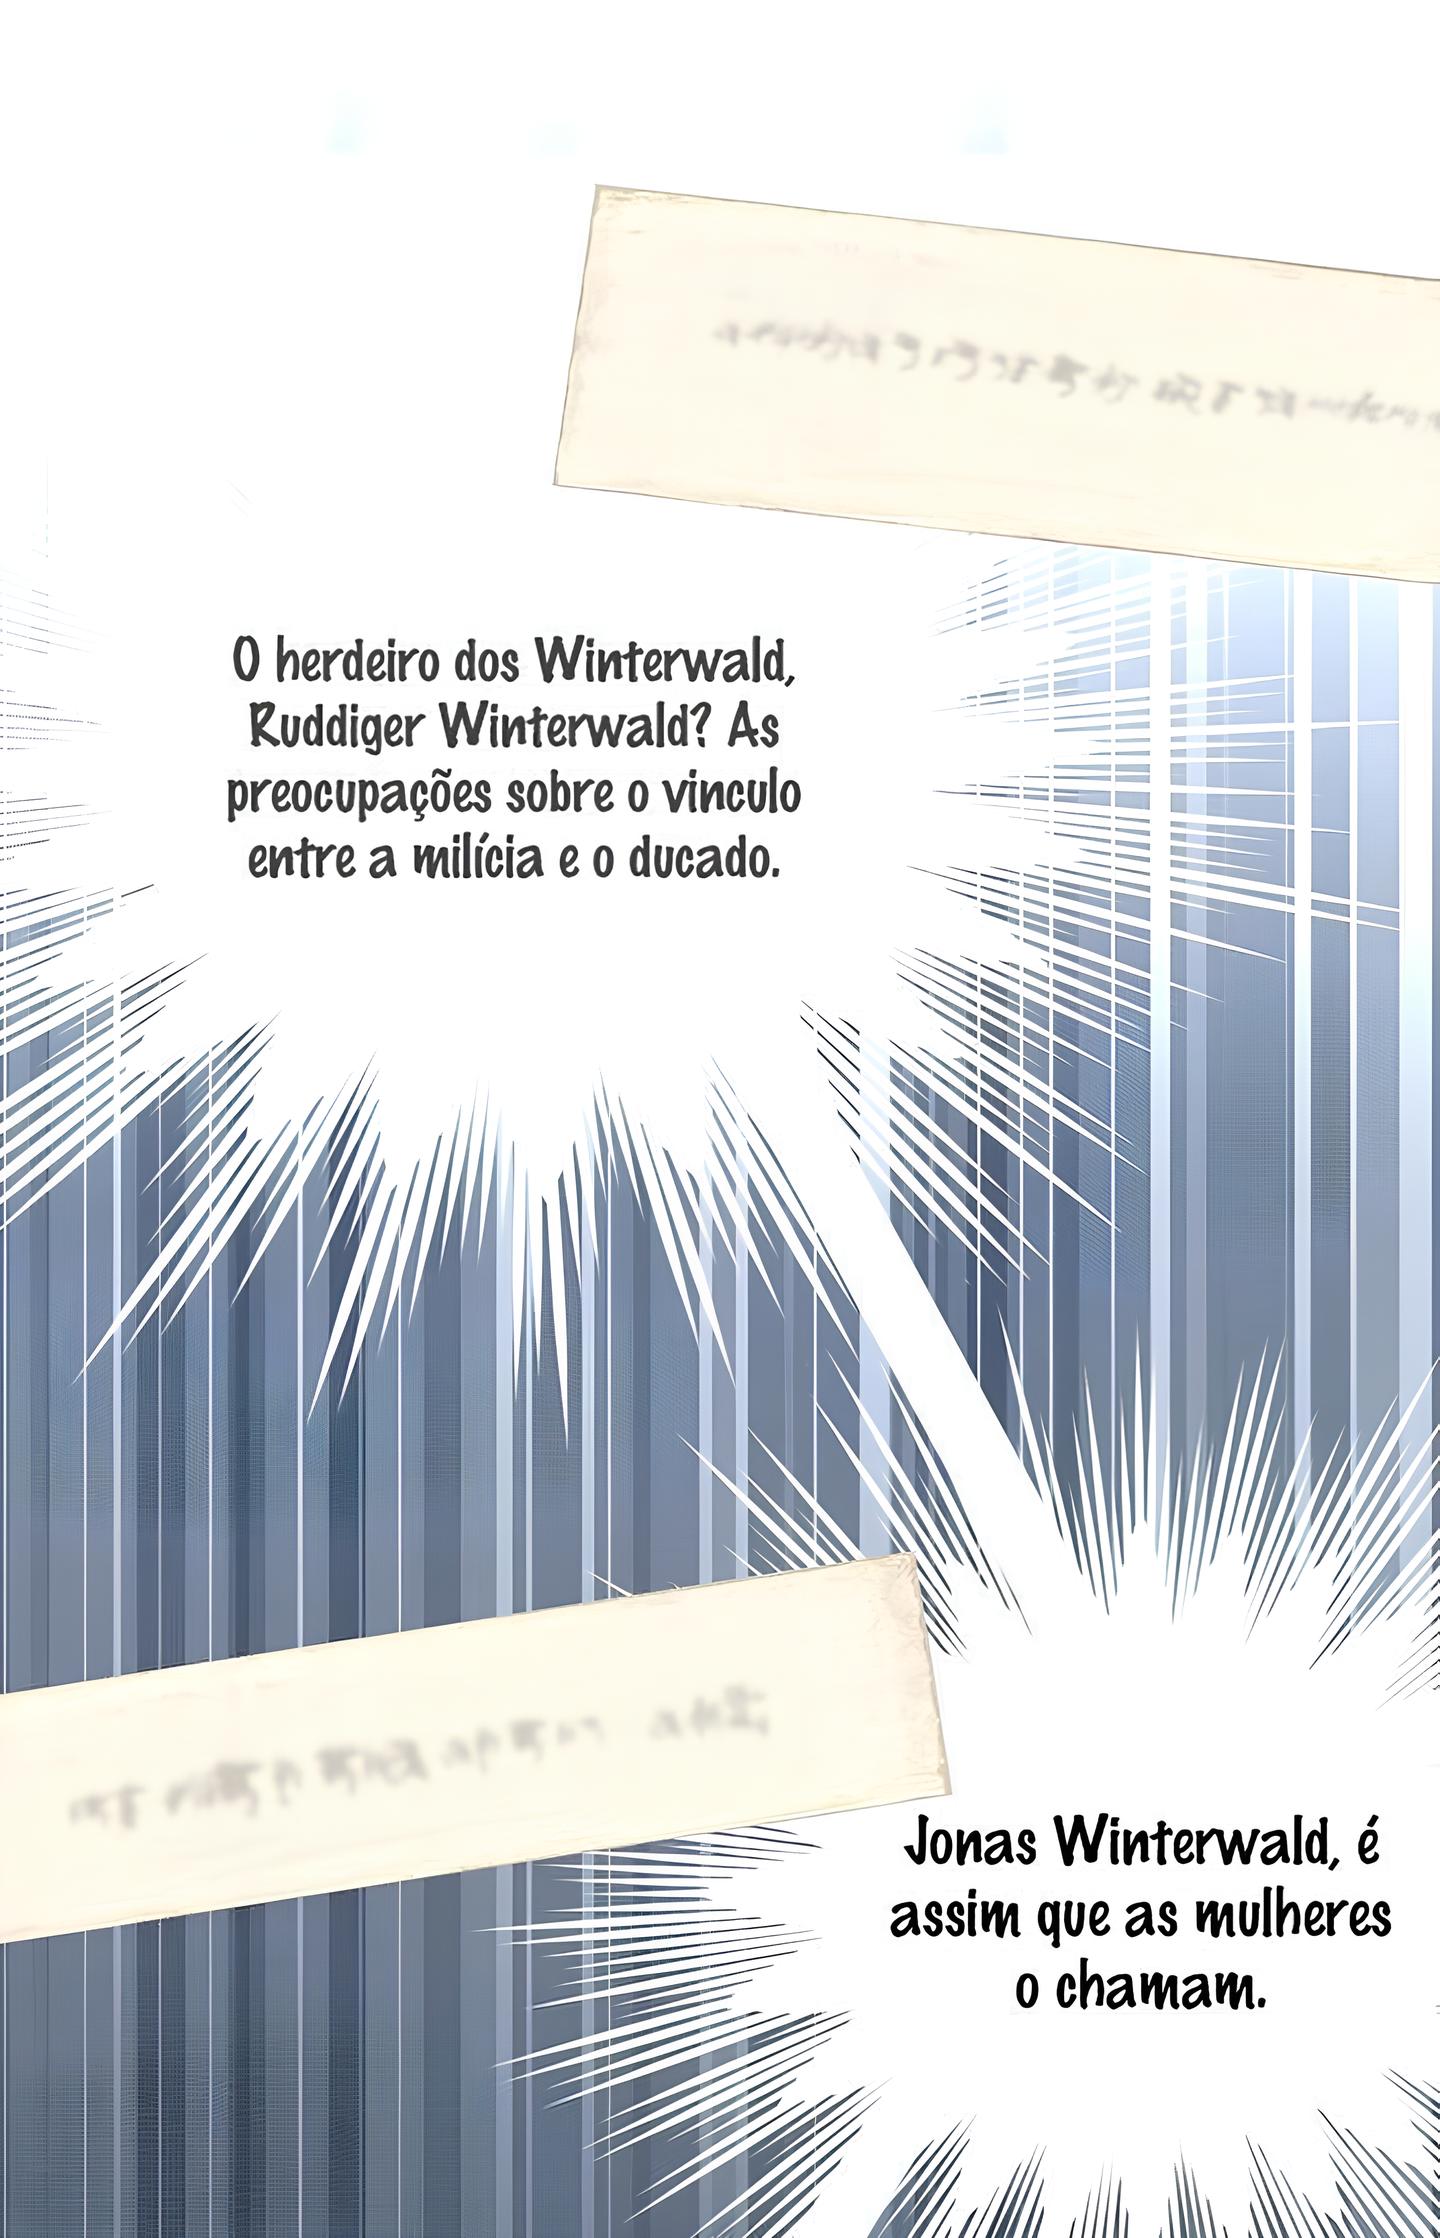 O herdeiro dos Winterwald,
Ruddiger Winterwald? As
preocupações sobre o vinculo
entre a milícia e o ducado.
Jonas Winterwald, é
assim que as mulheres
o chamam.